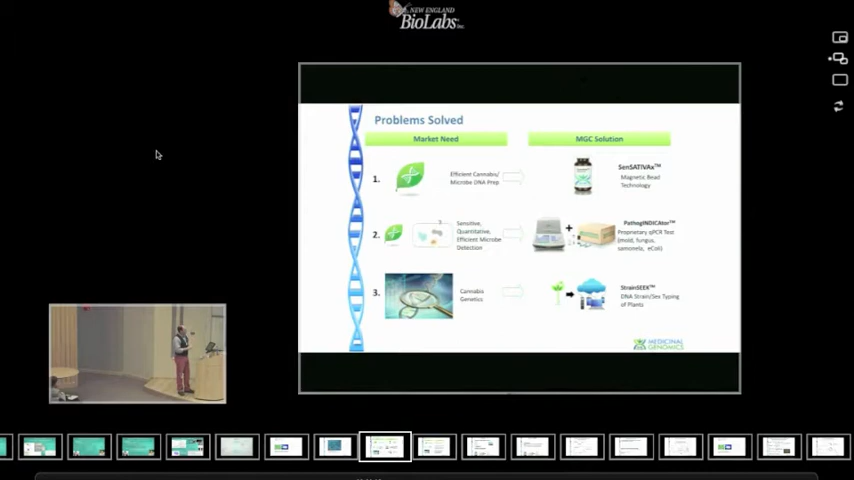 NEW ENGLAND
BioLabs Inc.
Problems Solved
Market Need
MGC Solution
1.
Efficient Cannabis/
Microbe DNA Prep
SenSATIVAx™
Magnetic Bead
Technology
2.
Sensitive,
Quantitative,
Efficient Microbe
Detection
+
PathogINDICAtor™
Proprietary qPCR Test
(mold, fungus,
samonela, eColi)
3.
Cannabis
Genetics
StrainSEEK™
DNA Strain/Sex Typing
of Plants
MEDICINAL
GENOMICS